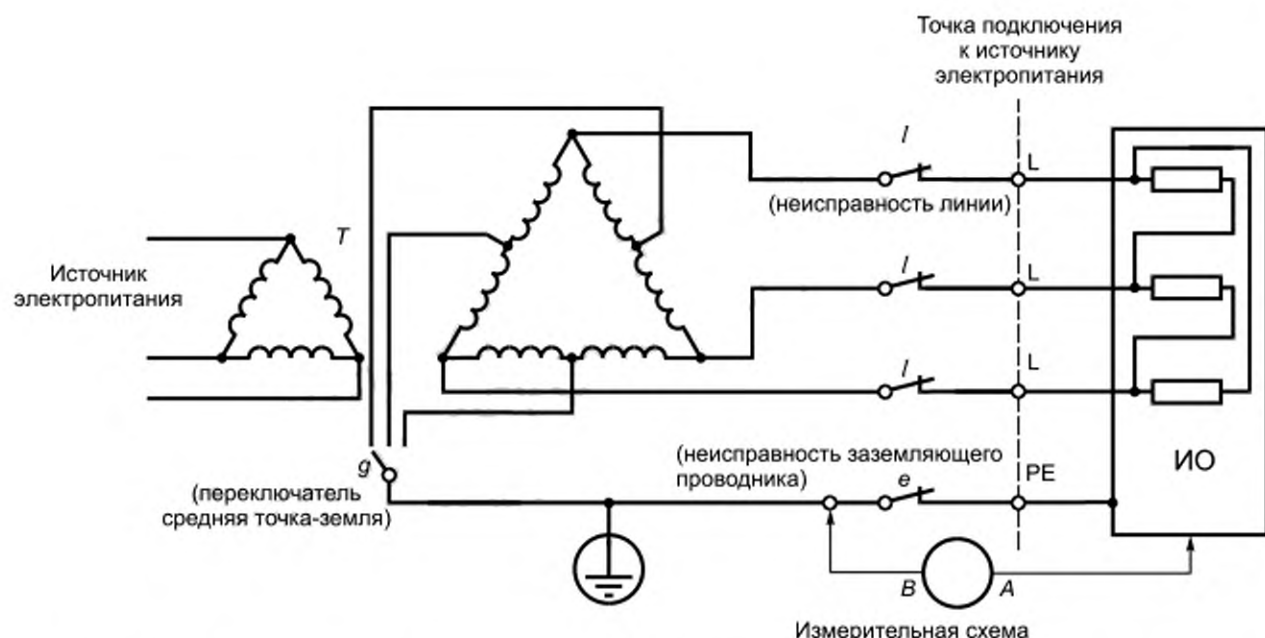 Точка подключения
к источнику
электропитания
l
L
(неисправность линии)
T
Источник
электропитания
l
L
l
L
(неисправность заземляющего
проводника)
e
PE
ИО
g
(переключатель
средняя точка-земля)
B
A
Измерительная схема